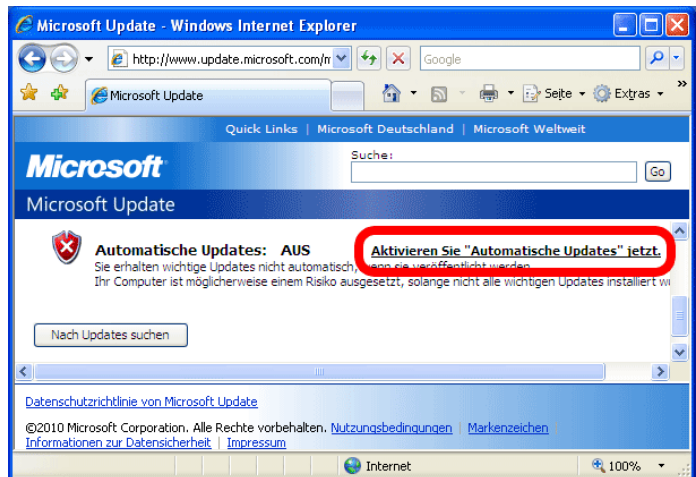 Microsoft Update - Windows Internet Explorer
http://www.update.microsoft.com/m
Google
Microsoft Update
Seite
Extras
»
Quick Links | Microsoft Deutschland | Microsoft Weltweit
Microsoft
Suche:
Go
Microsoft Update
Automatische Updates: AUS
Aktivieren Sie "Automatische Updates" jetzt.
Sie erhalten wichtige Updates nicht automatisch, wenn sie veröffentlicht werden.
Ihr Computer ist möglicherweise einem Risiko ausgesetzt, solange nicht alle wichtigen Updates installiert
Nach Updates suchen
Datenschutzrichtlinie von Microsoft Update
©2010 Microsoft Corporation. Alle Rechte vorbehalten. Nutzungsbedingungen | Markenzeichen |
Informationen zur Datensicherheit | Impressum
Internet
100%